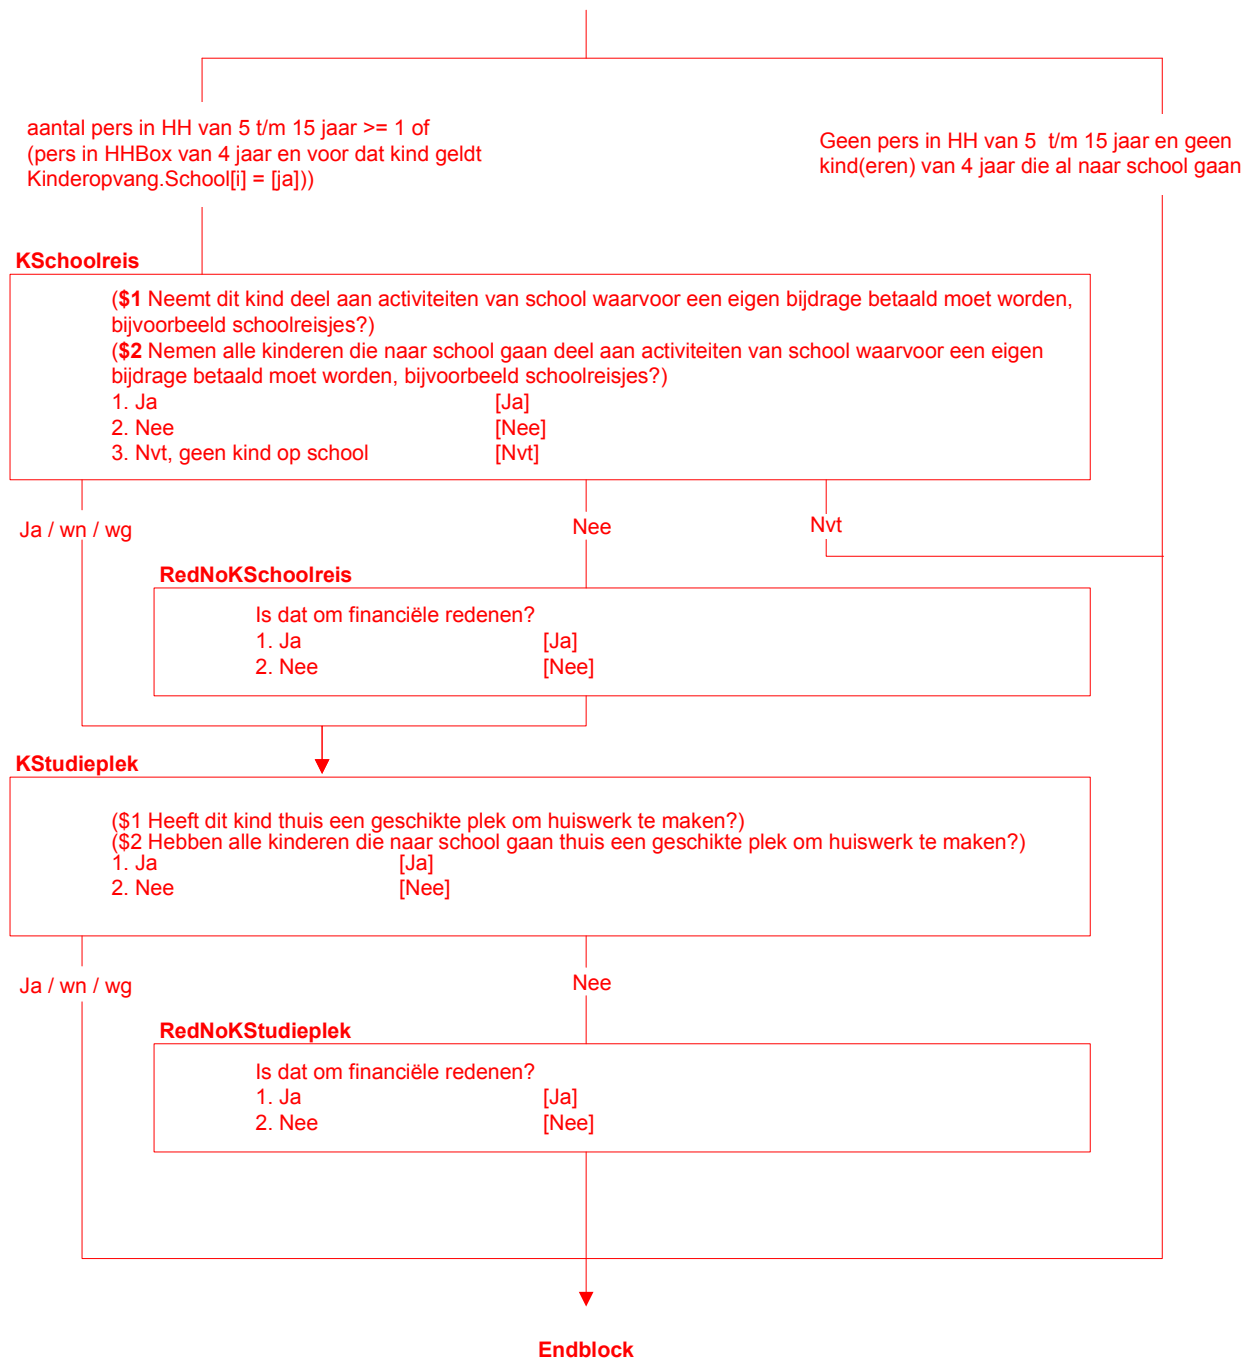 aantal pers in HH van 5 t/m 15 jaar >= 1 of
(pers in HHBox van 4 jaar en voor dat kind geldt
Kinderopvang.School[i] = [ja]))
Geen pers in HH van 5 t/m 15 jaar en geen
kind(eren) van 4 jaar die al naar school gaan
KSchoolreis
($1 Neemt dit kind deel aan activiteiten van school waarvoor een eigen bijdrage betaald moet worden,
bijvoorbeeld schoolreisjes?)
($2 Nemen alle kinderen die naar school gaan deel aan activiteiten van school waarvoor een eigen
bijdrage betaald moet worden, bijvoorbeeld schoolreisjes?)
1. Ja [Ja]
2. Nee [Nee]
3. Nvt, geen kind op school [Nvt]
Ja / wn / wg Nee Nvt
RedNoKSchoolreis
Is dat om financiële redenen?
1. Ja [Ja]
2. Nee [Nee]
KStudieplek
($1 Heeft dit kind thuis een geschikte plek om huiswerk te maken?)
($2 Hebben alle kinderen die naar school gaan thuis een geschikte plek om huiswerk te maken?)
1. Ja [Ja]
2. Nee [Nee]
Ja / wn / wg Nee
RedNoKStudieplek
Is dat om financiële redenen?
1. Ja [Ja]
2. Nee [Nee]
Endblock